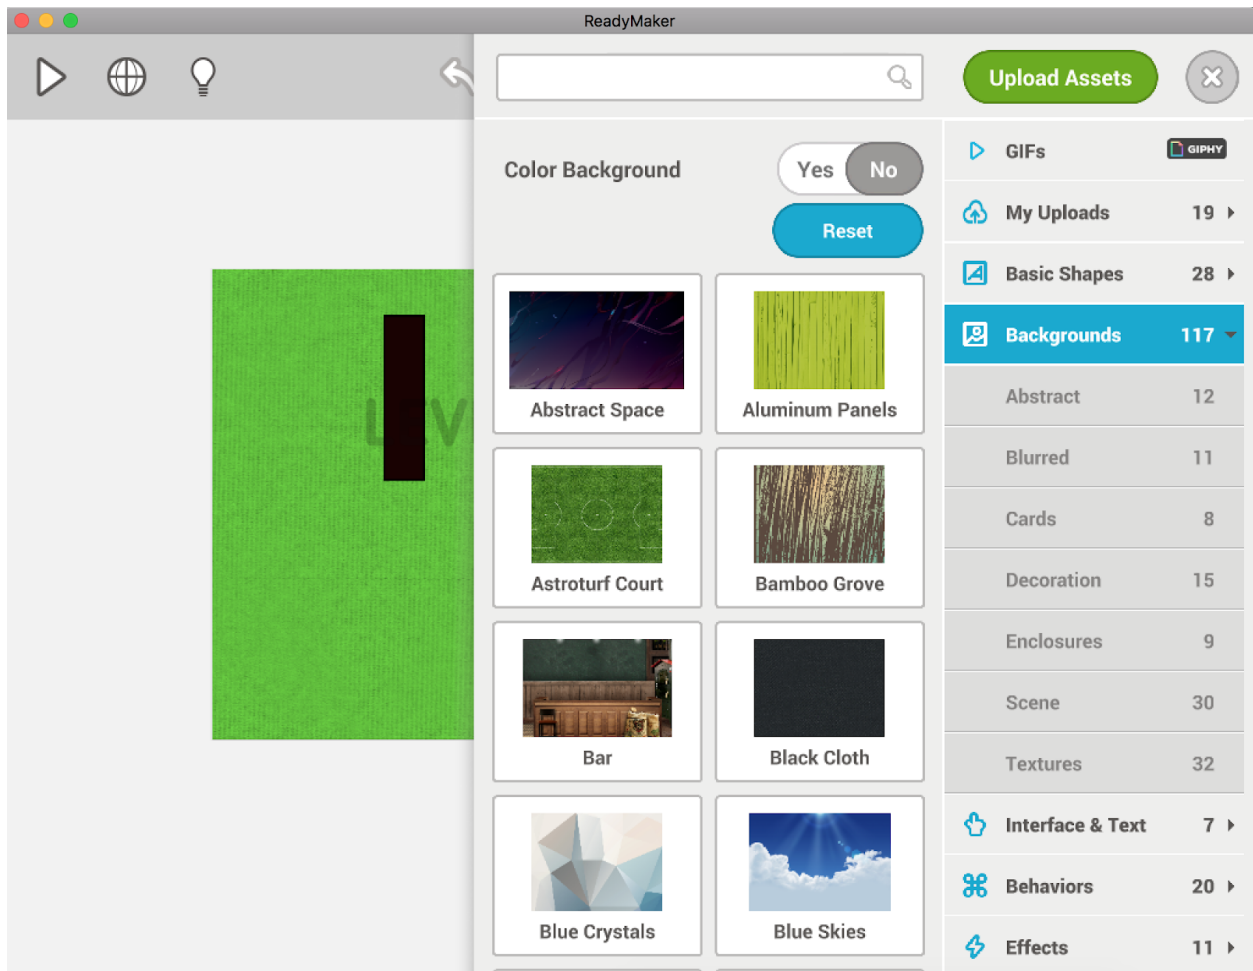 ReadyMaker
Upload Assets
Color Background
Yes
No
Reset
LEV
Abstract Space
Aluminum Panels
Astroturf Court
Bamboo Grove
Bar
Black Cloth
Blue Crystals
Blue Skies
GIFs
GIPHY
My Uploads 19
Basic Shapes 28
Backgrounds 117
Abstract 12
Blurred 11
Cards 8
Decoration 15
Enclosures 9
Scene 30
Textures 32
Interface & Text 7
Behaviors 20
Effects 11